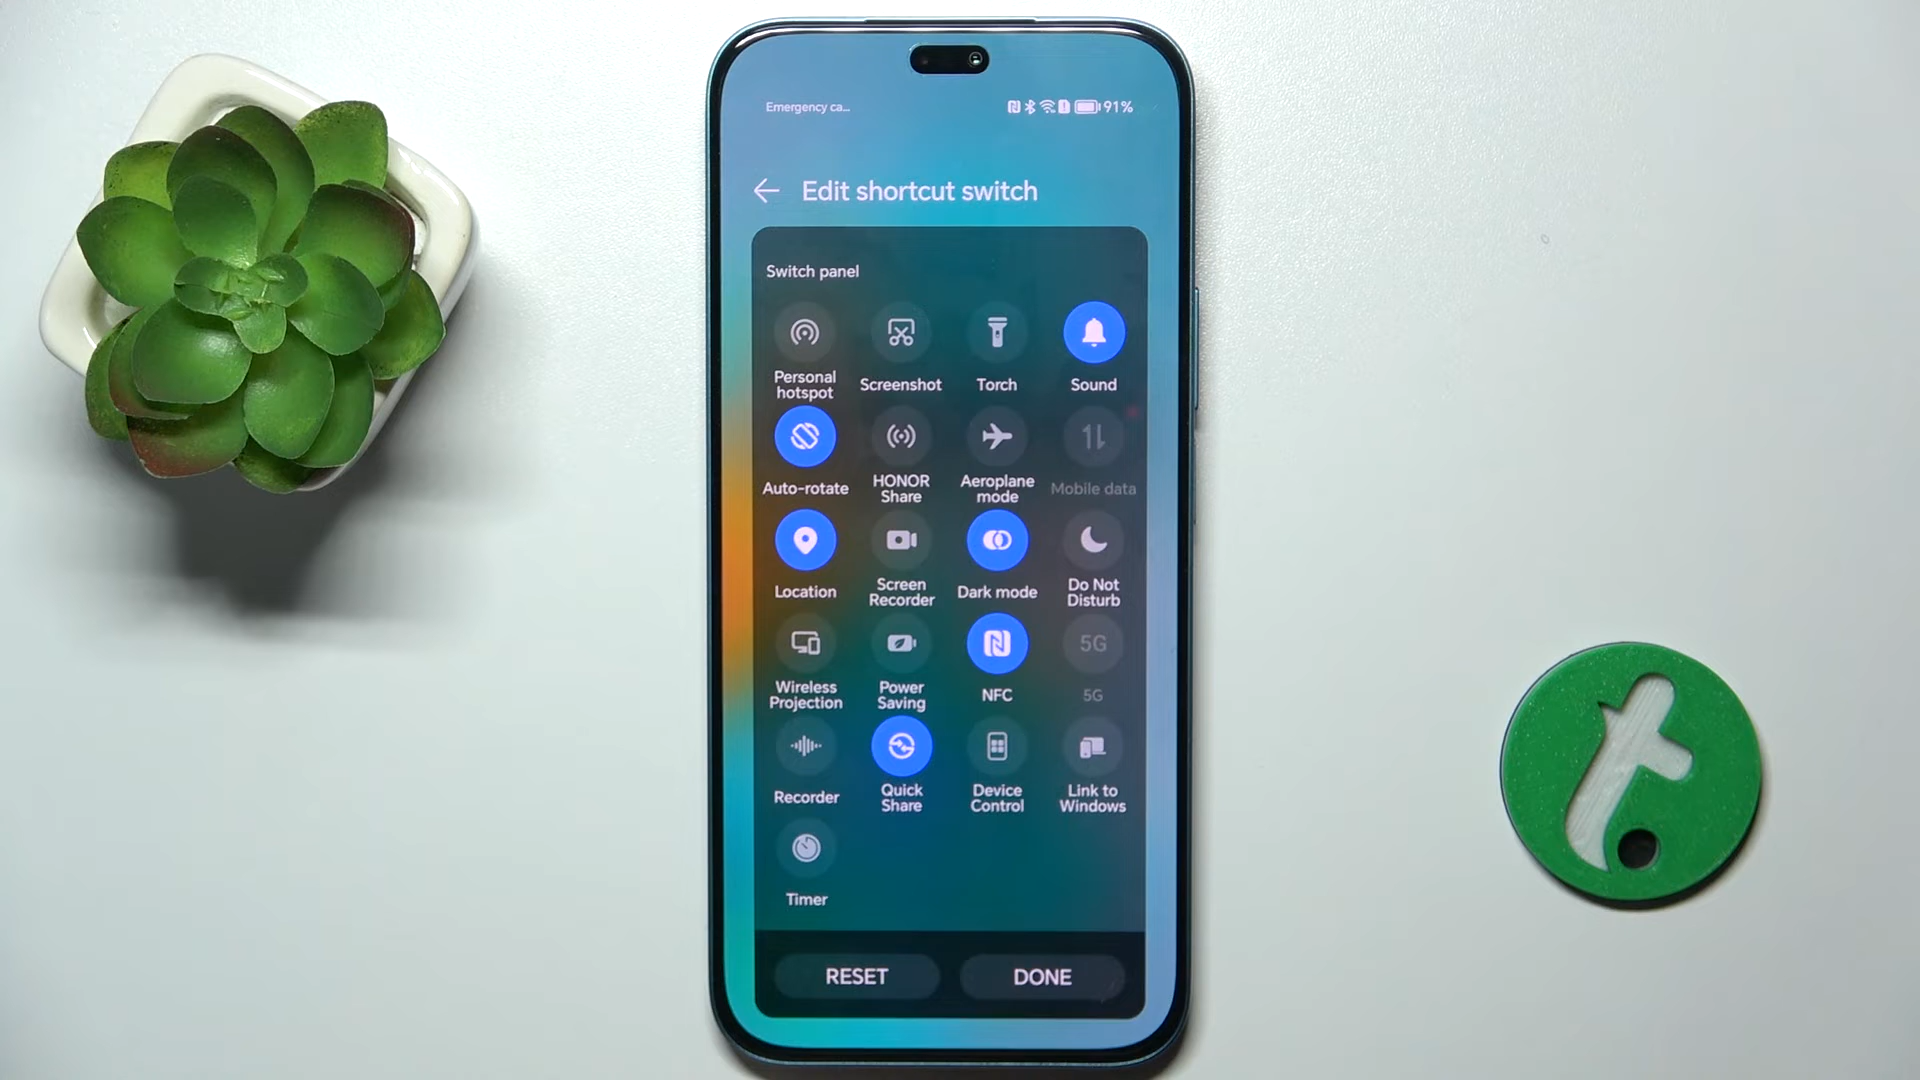 Emergency ca...
91%
Edit shortcut switch
Switch panel
Personal
hotspot
Screenshot
Torch
Sound
Auto-rotate
HONOR
Share
Aeroplane
mode
Mobile data
Location
Screen
Recorder
Dark mode
Do Not
Disturb
Wireless
Projection
Power
Saving
NFC
5G
5G
Recorder
Quick
Share
Device
Control
Link to
Windows
Timer
RESET
DONE
t